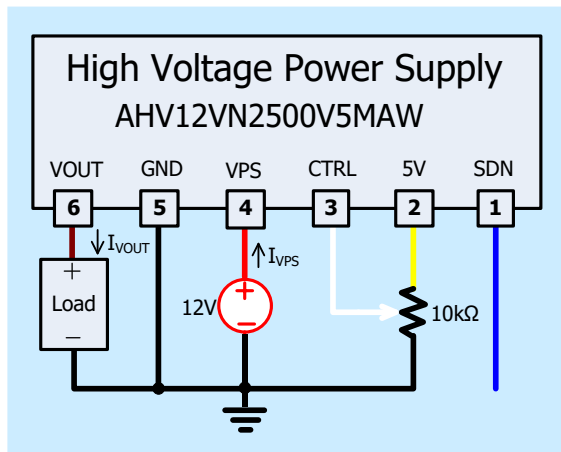 High Voltage Power Supply
AHV12VN2500V5MAW
VOUT GND VPS CTRL 5V SDN
6 5 4 3 2 1
IVOUT IVPS
+ +
Load 12V 10kΩ
− −